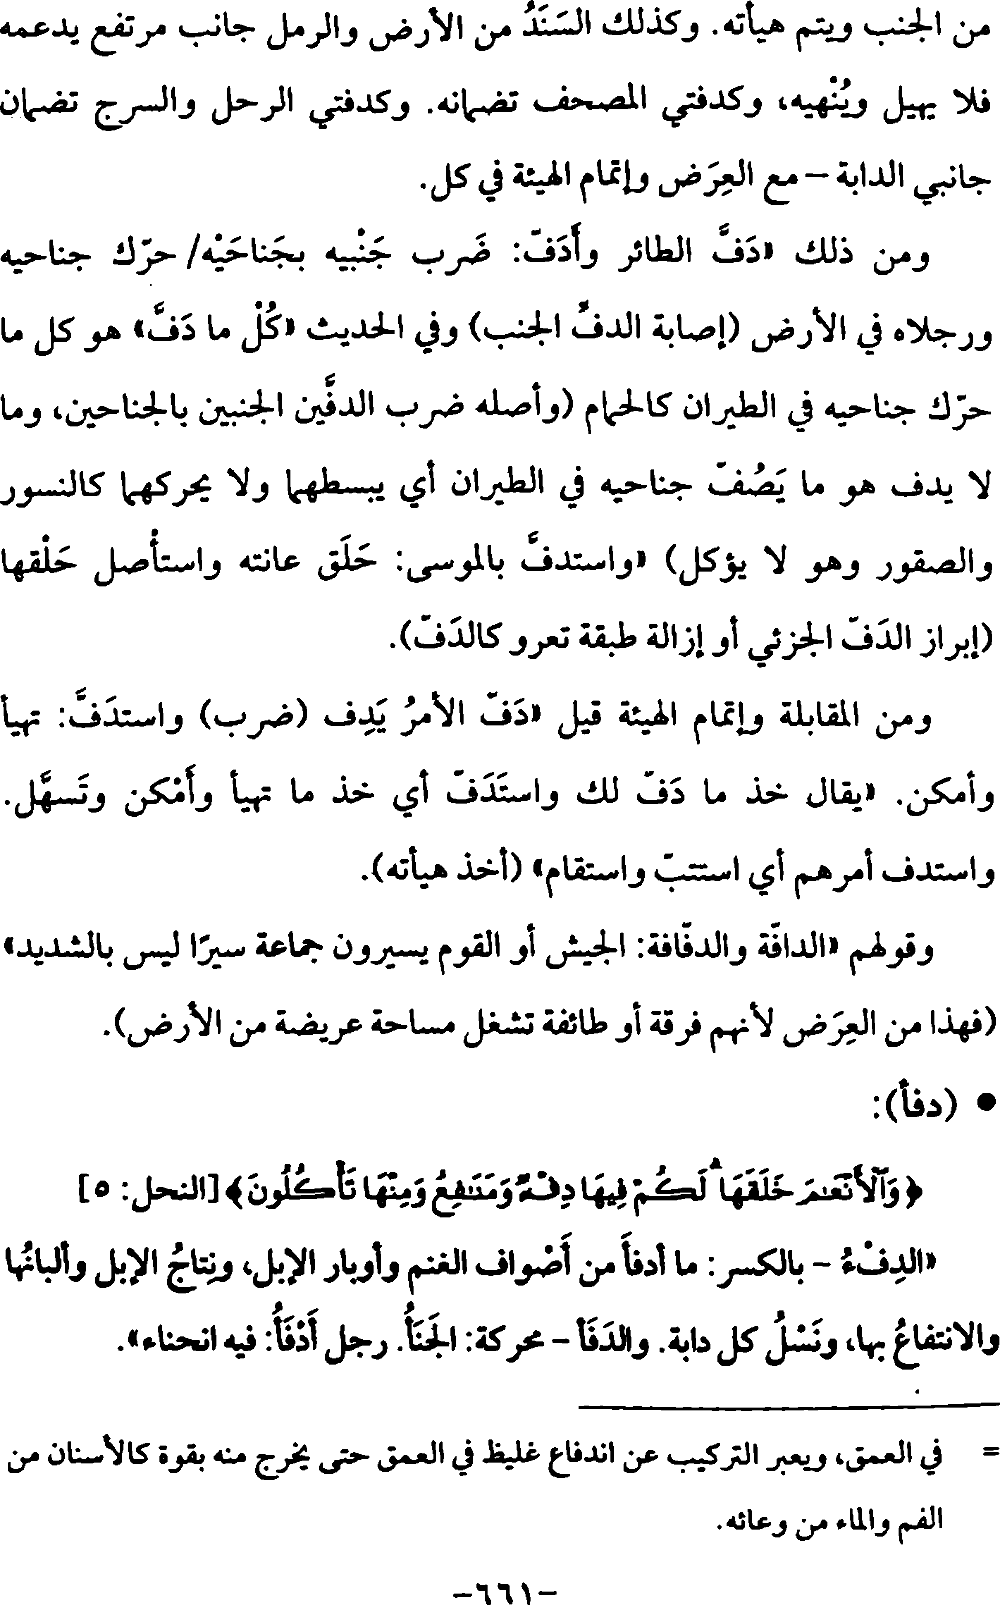 من الجنب ويتم هيأته. وكذلك السَنَدُ من الأرض والرمل جانب مرتفع يدعمه
فلا يهيل ويُنْهيه، وكدفتي المصحف تضمانه. وكدفتي الرحل والسرج تضمان
جانبي الدابة – مع العِرَض وإتمام الهيئة في كل.
ومن ذلك «دَفَّ الطائر وأَدَفّ: ضَرب جَنْبيه بجَناحَيْه/ حرّك جناحيه
ورجلاه في الأرض (إصابة الدفِّ الجنب) وفي الحديث «كُلْ ما دَفَّ» هو كل ما
حرّك جناحيه في الطيران كالحمام (وأصله ضرب الدفَّين الجنبين بالجناحين، وما
لا يدف هو ما يَصُفّ جناحيه في الطيران أي يبسطهما ولا يحركهما كالنسور
والصقور وهو لا يؤكل) «واستدفَّ بالموسى: حَلَق عانته واستأْصل حَلْقها
(إبراز الدَفّ الجزئي أو إزالة طبقة تعرو كالدَفّ).
ومن المقابلة وإتمام الهيئة قيل «دَفّ الأمرُ يَدِف (ضرب) واستدَفَّ: تهيأ
وأمكن. «يقال خذ ما دَفّ لك واستَدَفّ أي خذ ما تهيأ وأَمْكن وتَسهَّل.
واستدف أمرهم أي استتبّ واستقام» (أخذ هيأته).
وقولهم «الدافّة والدفّافة: الجيش أو القوم يسيرون جماعة سيرًا ليس بالشديد»
(فهذا من العِرَض لأنهم فرقة أو طائفة تشغل مساحة عريضة من الأرض).
• (دفأ):
﴿وَٱلْأَنْعَٰمَ خَلَقَهَا ۗ لَكُمْ فِيهَا دِفْءٌ وَمَنَٰفِعُ وَمِنْهَا تَأْكُلُونَ﴾ [النحل: ٥]
«الدِفْءُ – بالكسر: ما أدفأَ من أَصْواف الغنم وأوبار الإبل، ونِتاجُ الإبل وألبانُها
والانتفاعُ بها، ونَسْلُ كل دابة. والدَفَأ – محركة: الجَنَأُ. رجل أَدْفَأُ: فيه انحناء».
= في العمق، ويعبر التركيب عن اندفاع غليظ في العمق حتى يخرج منه بقوة كالأسنان من
الفم والماء من وعائه.
-٦٦١-